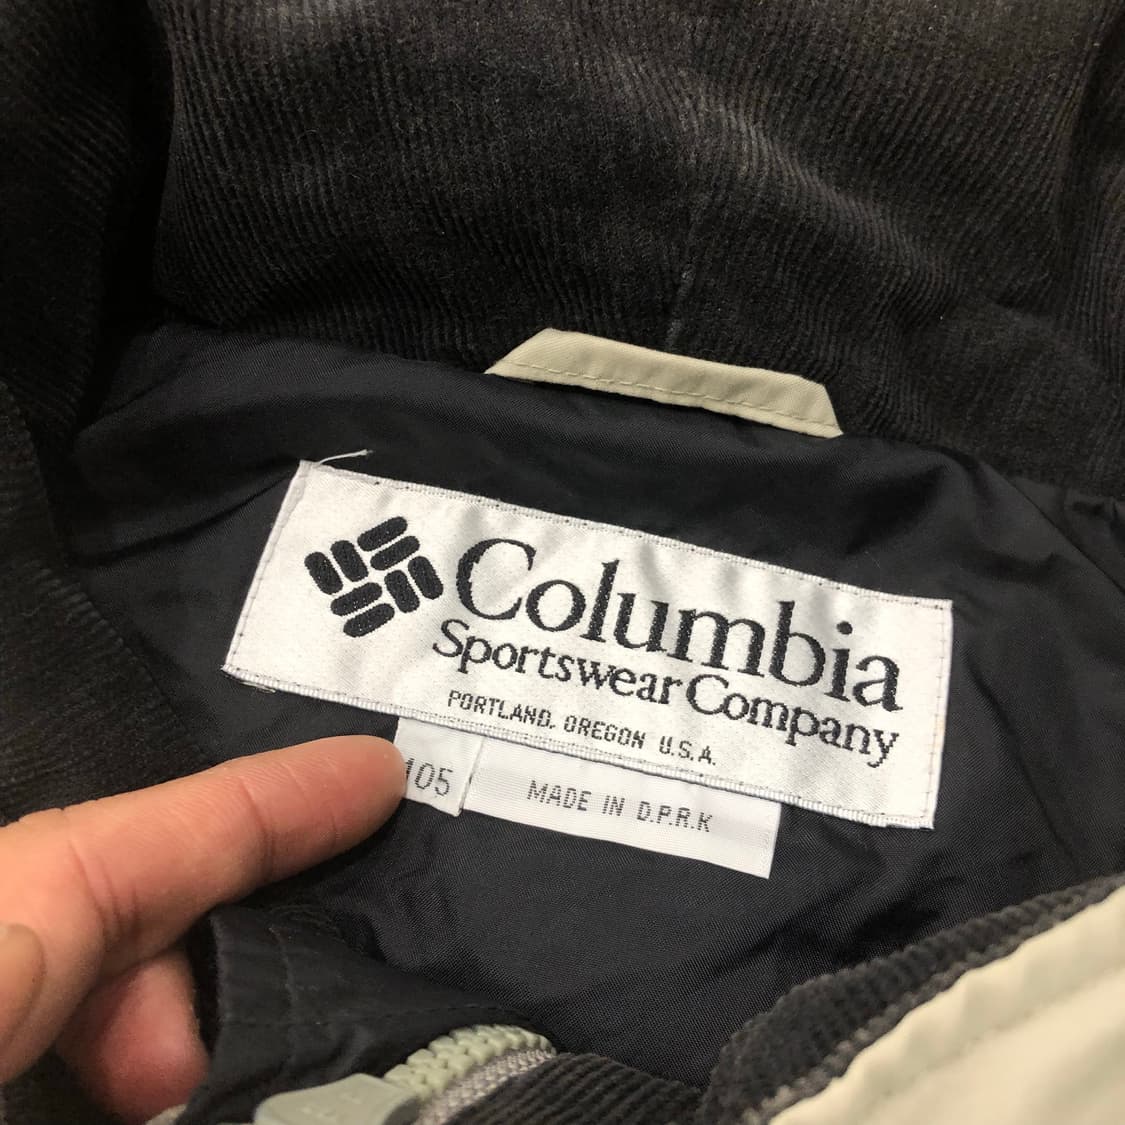 Columbia
Sportswear Company
PORTLAND, OREGON U.S.A.
105
MADE IN D.P.R.K